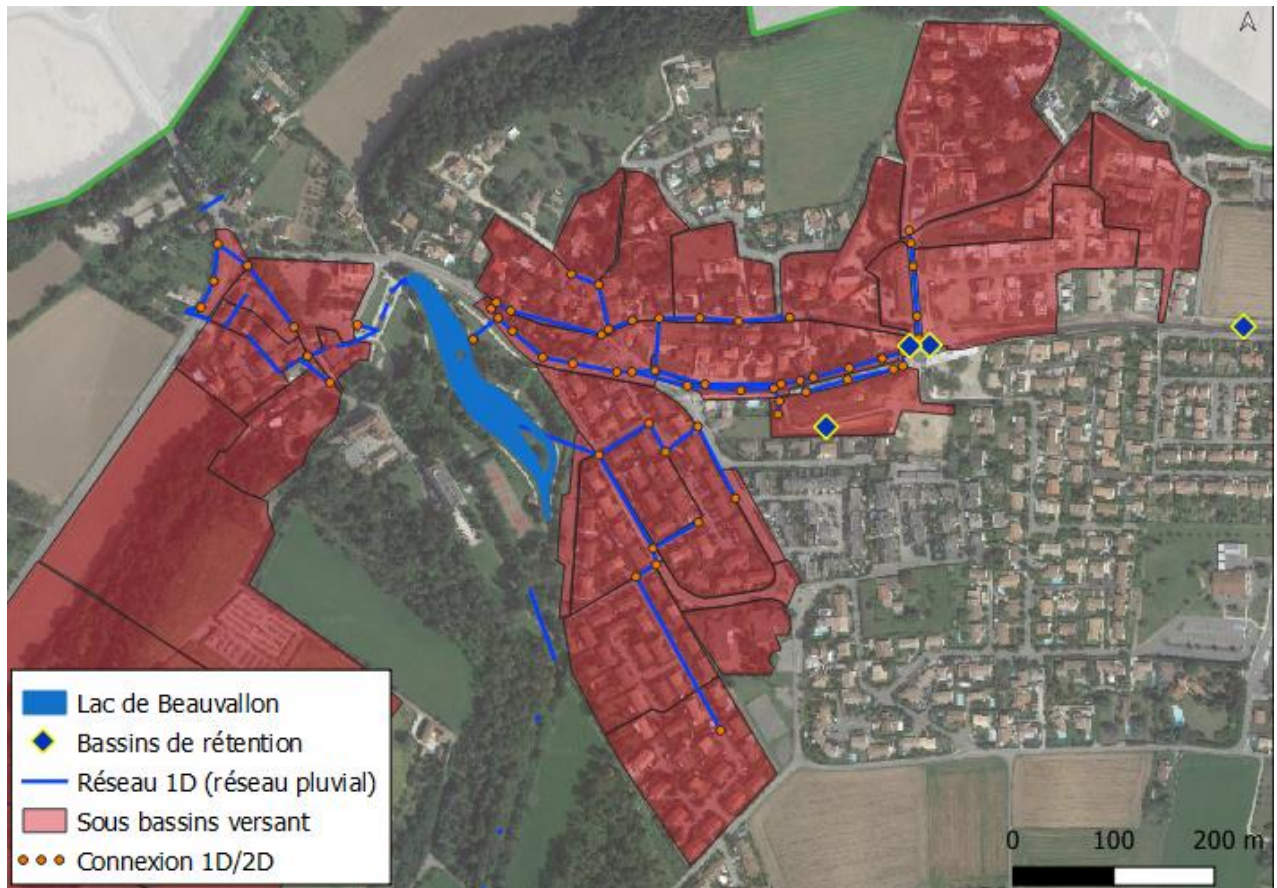 Lac de Beauvallon
Bassins de rétention
Réseau 1D (réseau pluvial)
Sous bassins versant
Connexion 1D/2D
0 100 200 m